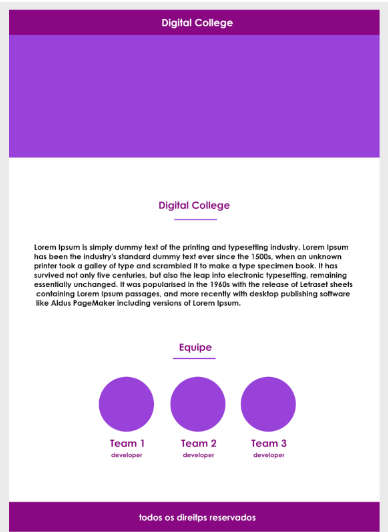 Digital College
Digital College
Lorem Ipsum is simply dummy text of the printing and typesetting industry. Lorem Ipsum
has been the industry's standard dummy text ever since the 1500s, when an unknown
printer took a galley of type and scrambled it to make a type specimen book. It has
survived not only five centuries, but also the leap into electronic typesetting, remaining
essentially unchanged. It was popularised in the 1960s with the release of Letraset sheets
containing Lorem Ipsum passages, and more recently with desktop publishing software
like Aldus PageMaker including versions of Lorem Ipsum.
Equipe
Team 1 Team 2 Team 3
developer developer developer
todos os direitps reservados